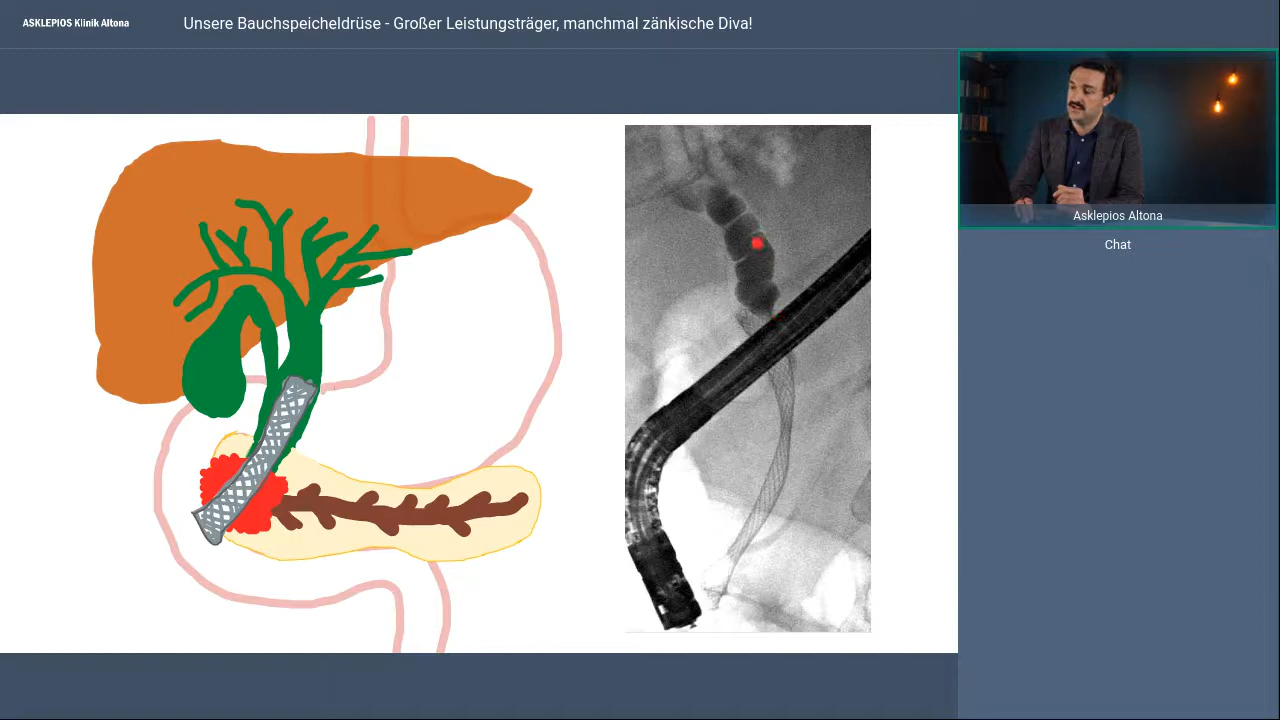 ASKLEPIOS Klinik Altona
Unsere Bauchspeicheldrüse - Großer Leistungsträger, manchmal zänkische Diva!
Asklepios Altona
Chat